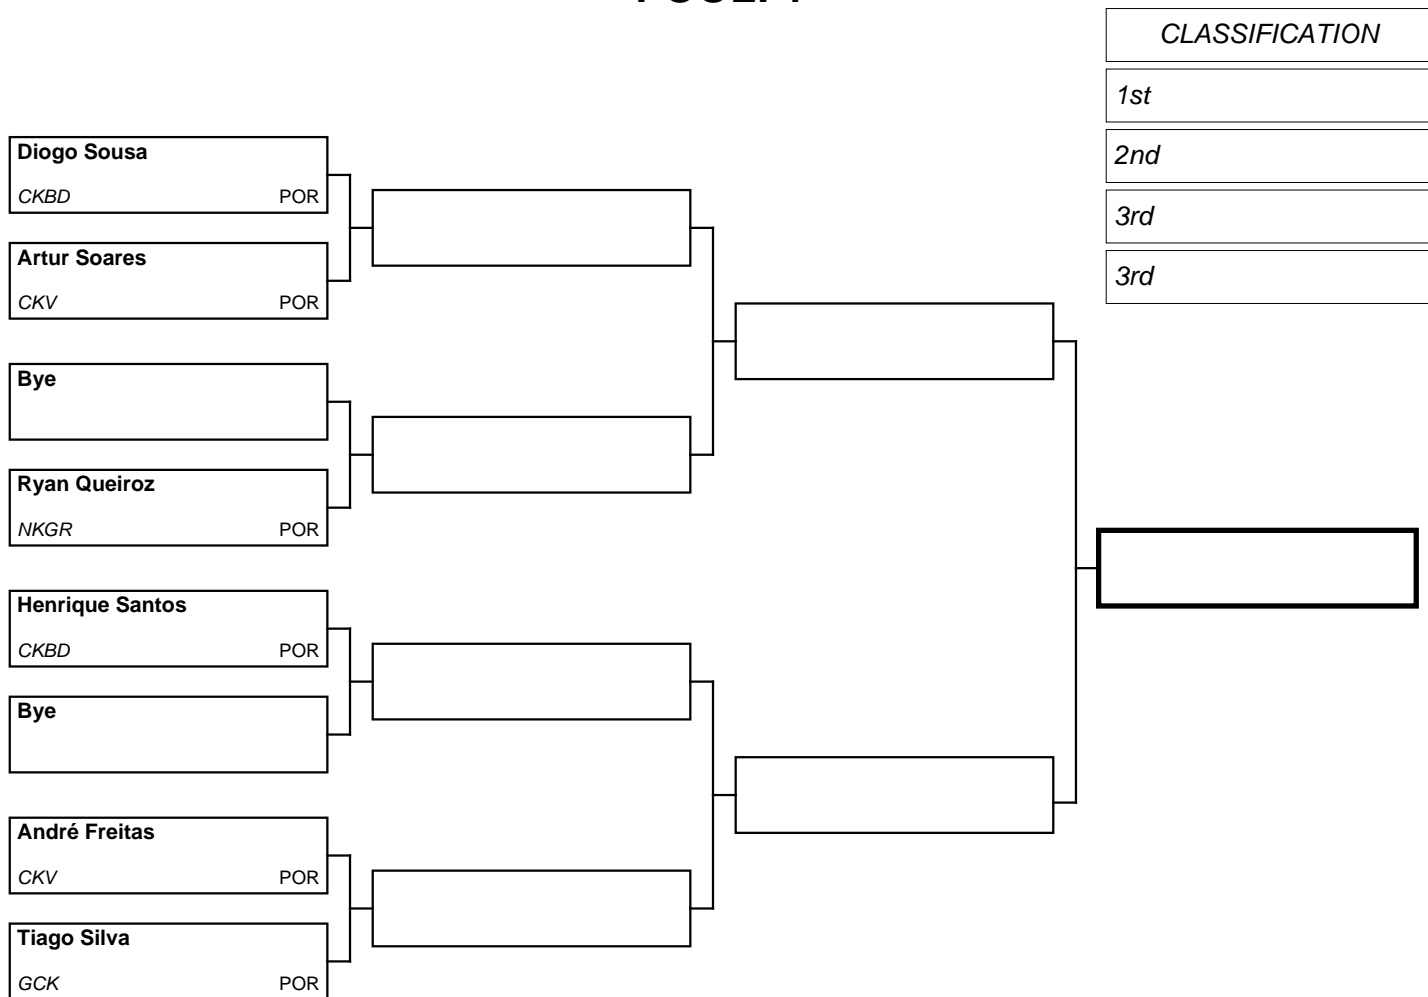 CLASSIFICATION
1st
2nd
3rd
3rd
Diogo Sousa
CKBD POR
Artur Soares
CKV POR
Bye
Ryan Queiroz
NKGR POR
Henrique Santos
CKBD POR
Bye
André Freitas
CKV POR
Tiago Silva
GCK POR